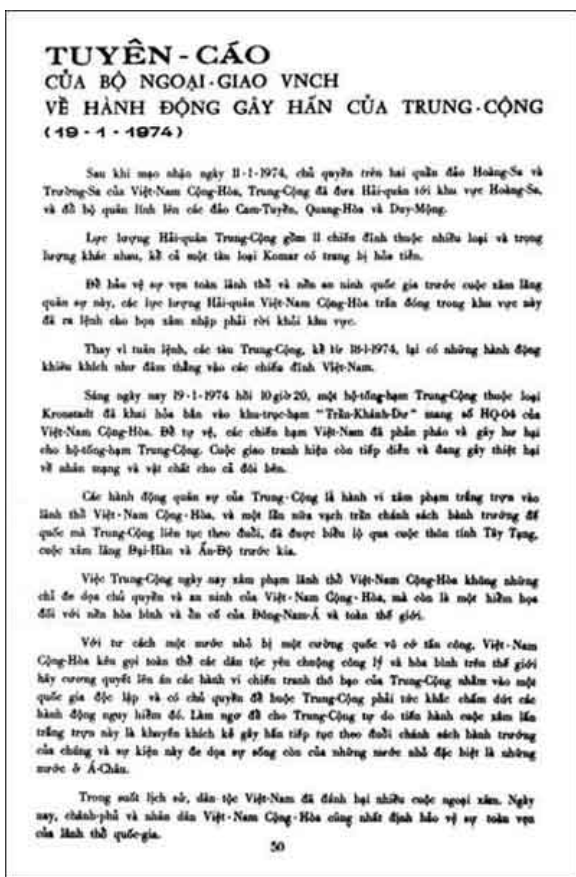 TUYÊN - CÁO
CỦA BỘ NGOẠI-GIAO VNCH
VỀ HÀNH ĐỘNG GÂY HẤN CỦA TRUNG-CỘNG
(19 - 1 - 1974)
Sau khi mạo nhận ngày 11-1-1974, chủ quyền trên hai quần đảo Hoàng-Sa và
Trường-Sa của Việt-Nam Cộng-Hòa, Trung-Cộng đã đưa Hải-quân tới khu vực Hoàng-Sa,
và đổ bộ quân lính lên các đảo Cam-Tuyền, Quang-Hòa và Duy-Mộng.
Lực lượng Hải-quân Trung-Cộng gồm 11 chiến đỉnh thuộc nhiều loại và trọng
lượng khác nhau, kể cả một tàu loại Komar có trang bị hỏa tiễn.
Để bảo vệ sự vẹn toàn lãnh thổ và nền an ninh quốc gia trước cuộc xâm lăng
quân sự này, các lực lượng Hải-quân Việt-Nam Cộng-Hòa trấn đóng trong khu vực này
đã ra lệnh cho bọn xâm nhập phải rời khỏi khu vực.
Thay vì tuân lệnh, các tàu Trung-Cộng, kể từ 18-1-1974, lại có những hành động
khiêu khích như đâm thẳng vào các chiến đỉnh Việt-Nam.
Sáng ngày nay 19-1-1974 hồi 10 giờ 20, một hộ-tống-hạm Trung-Cộng thuộc loại
Kronstadt đã khai hỏa bắn vào khu-trục-hạm "Trần-Khánh-Dư" mang số HQ-04 của
Việt-Nam Cộng-Hòa. Để tự vệ, các chiến hạm Việt-Nam đã phản pháo và gây hư hại
cho hộ-tống-hạm Trung-Cộng. Cuộc giao tranh hiện còn tiếp diễn và đang gây thiệt hại
về nhân mạng và vật chất cho cả đôi bên.
Các hành động quân sự của Trung-Cộng là hành vi xâm phạm trắng trợn vào
lãnh thổ Việt-Nam Cộng-Hòa, và một lần nữa vạch trần chánh sách bành trướng đế
quốc mà Trung-Cộng liên tục theo đuổi, đã được biểu lộ qua cuộc thôn tính Tây Tạng,
cuộc xâm lăng Đại-Hàn và Ấn-Độ trước kia.
Việc Trung-Cộng ngày nay xâm phạm lãnh thổ Việt-Nam Cộng-Hòa không những
chỉ đe dọa chủ quyền và an ninh của Việt-Nam Cộng-Hòa, mà còn là một hiểm họa
đối với nền hòa bình và ổn cố của Đông-Nam-Á và toàn thế giới.
Với tư cách một nước nhỏ bị một cường quốc vô cớ tấn công, Việt-Nam
Cộng-Hòa kêu gọi toàn thể các dân tộc yêu chuộng công lý và hòa bình trên thế giới
hãy cương quyết lên án các hành vi chiến tranh thô bạo của Trung-Cộng nhằm vào một
quốc gia độc lập và có chủ quyền để buộc Trung-Cộng phải tức khắc chấm dứt các
hành động nguy hiểm đó. Làm ngơ để cho Trung-Cộng tự do tiến hành cuộc xâm lấn
trắng trợn này là khuyến khích kẻ gây hấn tiếp tục theo đuổi chánh sách bành trướng
của chúng và sự kiện này đe dọa sự sống còn của những nước nhỏ đặc biệt là những
nước ở Á-Châu.
Trong suốt lịch sử, dân-tộc Việt-Nam đã đánh bại nhiều cuộc ngoại xâm. Ngày
nay, chánh-phủ và nhân dân Việt-Nam Cộng-Hòa cũng nhất định bảo vệ sự toàn vẹn
của lãnh thổ quốc-gia.
50